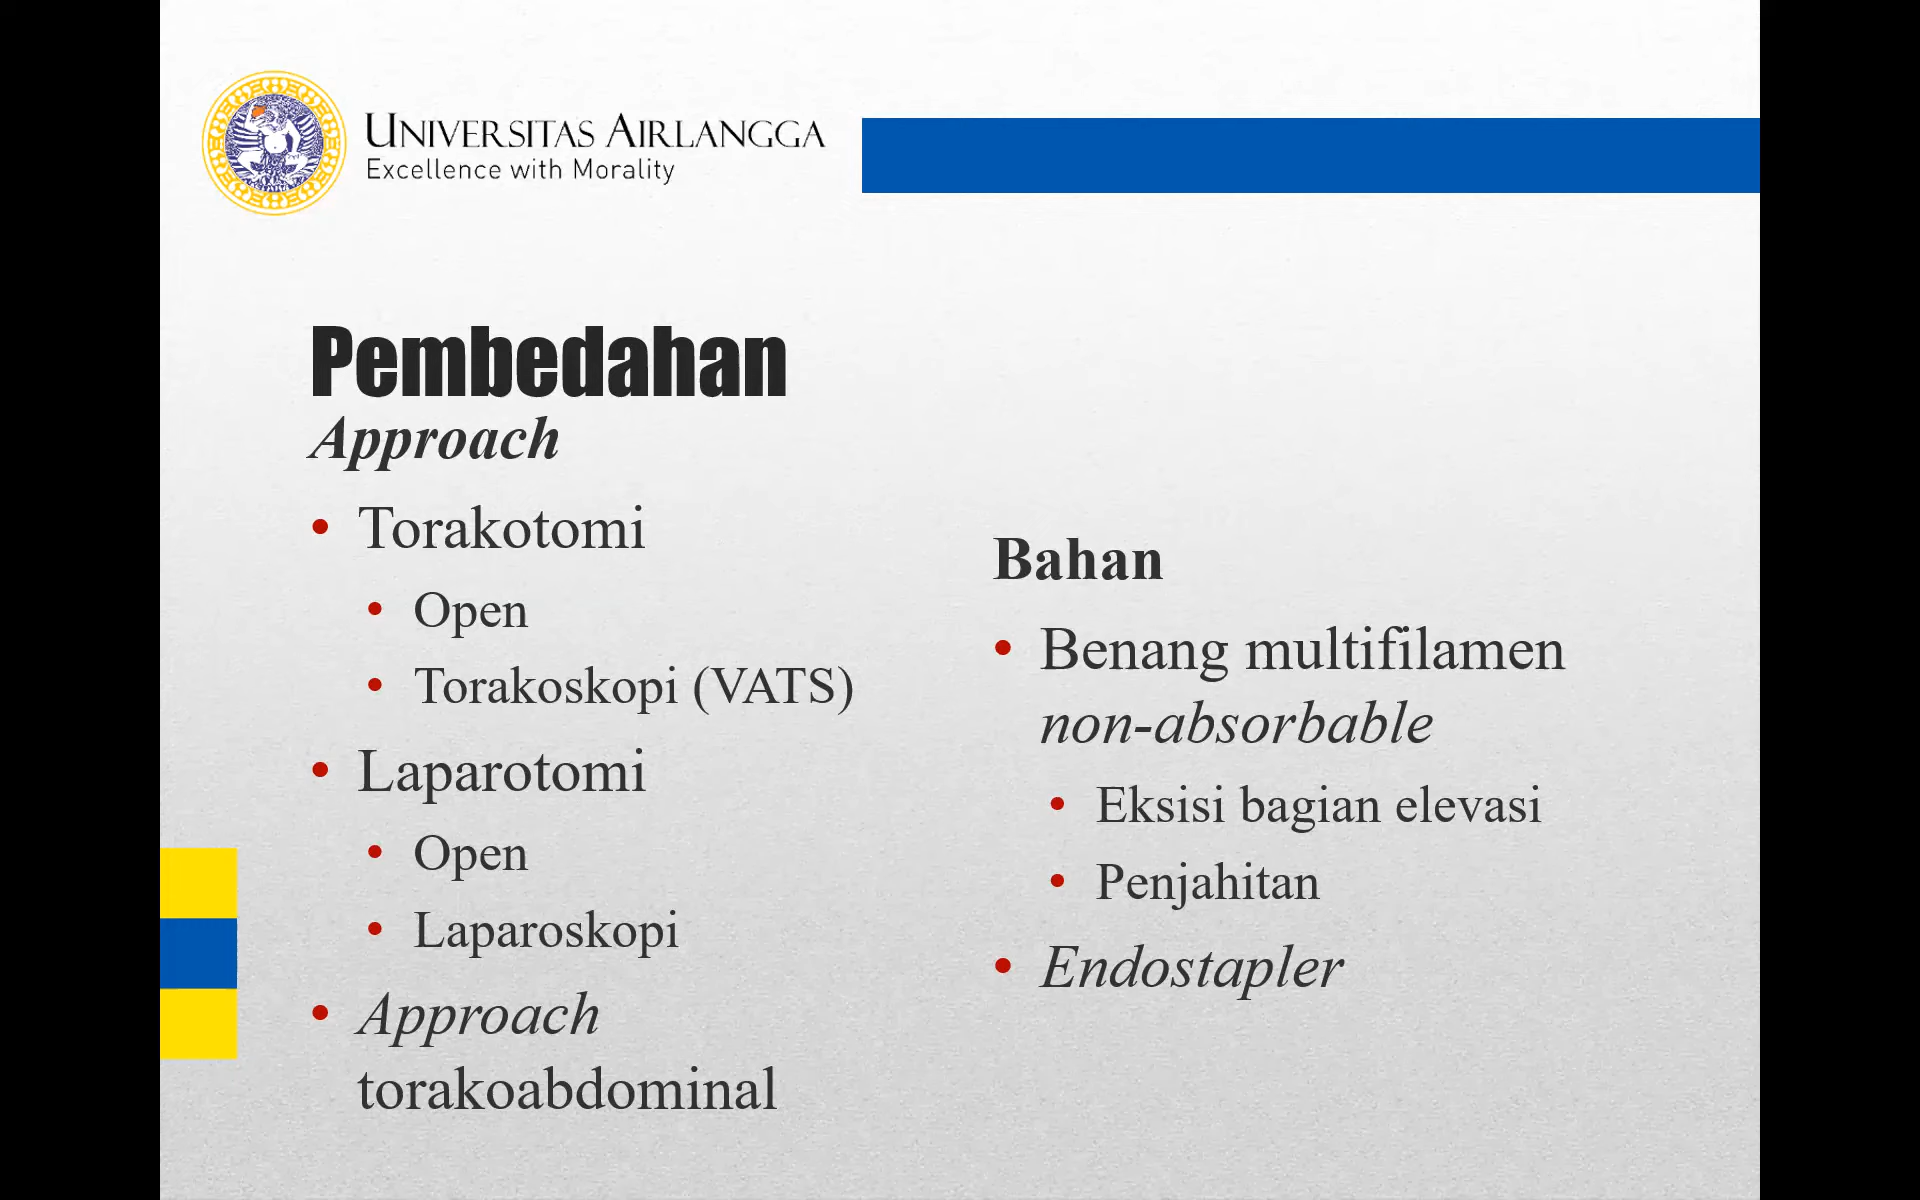 UNIVERSITAS AIRLANGGA
Excellence with Morality
Pembedahan
Approach
• Torakotomi
• Open
• Torakoskopi (VATS)
• Laparotomi
• Open
• Laparoskopi
• Approach
torakoabdominal
Bahan
• Benang multifilamen
non-absorbable
• Eksisi bagian elevasi
• Penjahitan
• Endostapler